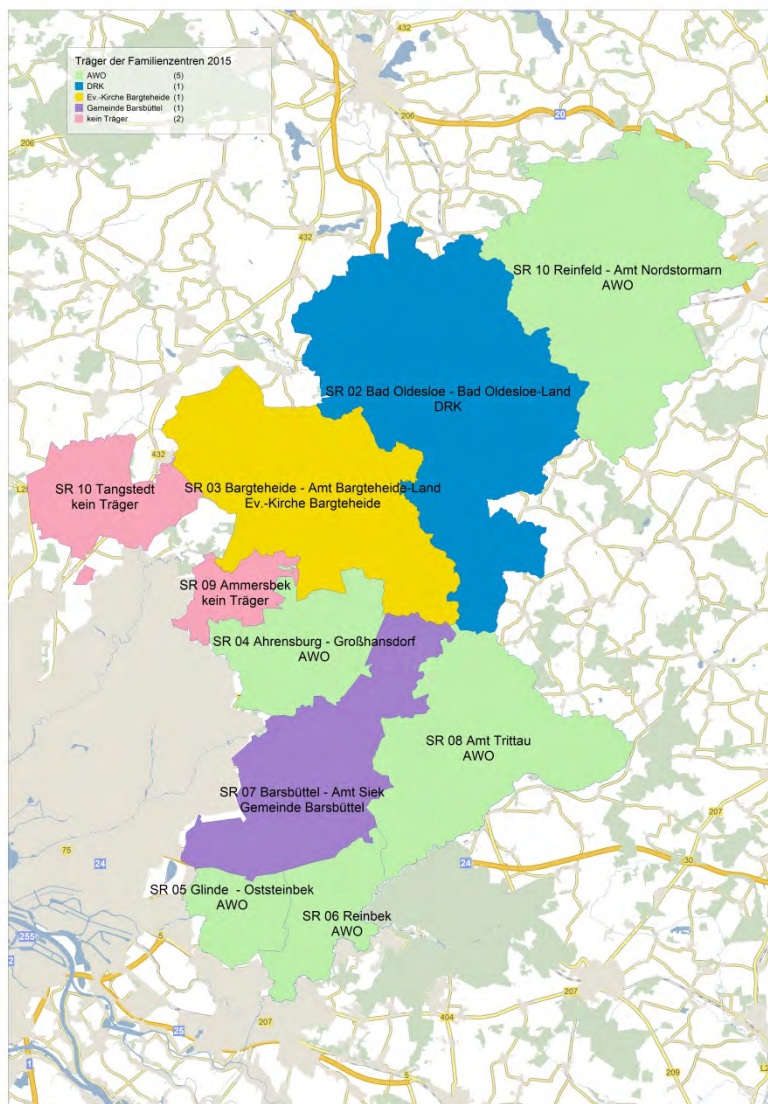 Träger der Familienzentren 2015
AWO (5)
DRK (1)
Ev.-Kirche Bargteheide (1)
Gemeinde Barsbüttel (1)
kein Träger (2)
432
206
20
206
432
SR 10 Reinfeld - Amt Nordstormarn
AWO
SR 02 Bad Oldesloe - Bad Oldesloe-Land
DRK
432
SR 10 Tangstedt
kein Träger
SR 03 Bargteheide - Amt Bargteheide-Land
Ev.-Kirche Bargteheide
SR 09 Ammersbek
kein Träger
SR 04 Ahrensburg - Großhansdorf
AWO
SR 08 Amt Trittau
AWO
SR 07 Barsbüttel - Amt Siek
Gemeinde Barsbüttel
207
75
24
24
30
SR 05 Glinde - Oststeinbek
AWO
SR 06 Reinbek
AWO
255
5
2
207
25
207
404
1
5
209